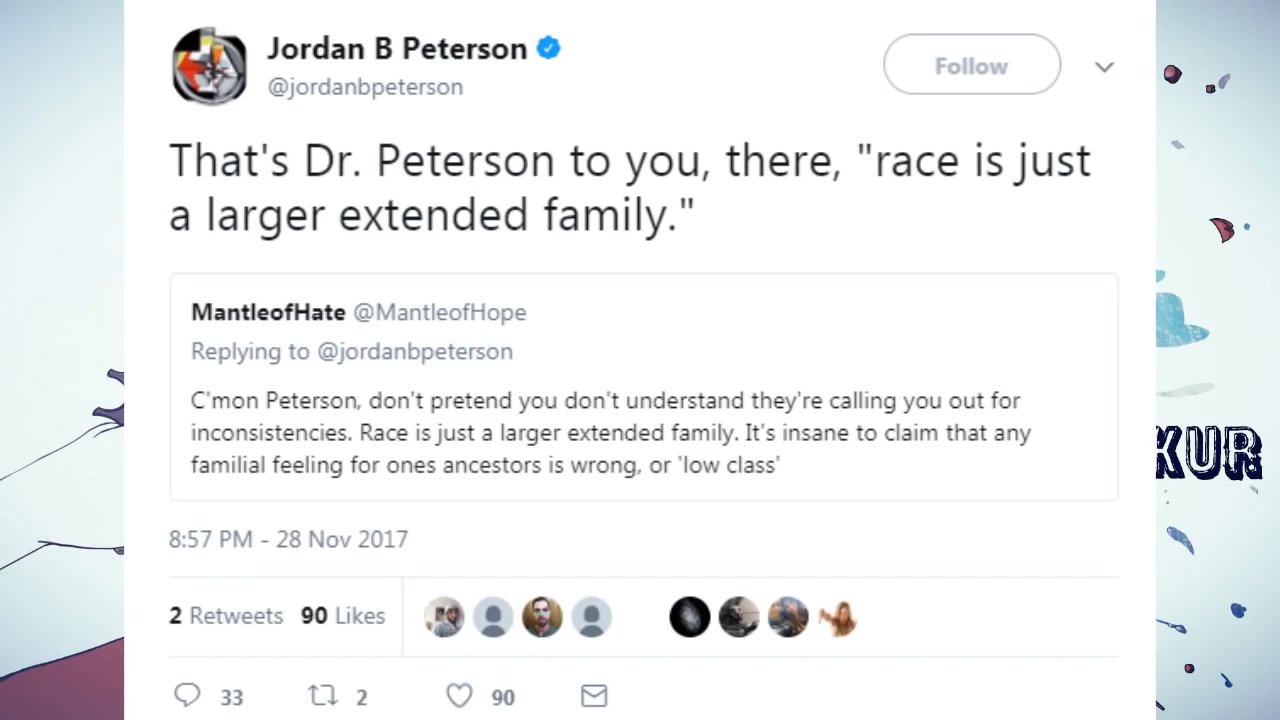 Jordan B Peterson
@jordanbpeterson
Follow
That's Dr. Peterson to you, there, "race is just
a larger extended family."
MantleofHate @MantleofHope
Replying to @jordanbpeterson
C'mon Peterson, don't pretend you don't understand they're calling you out for
inconsistencies. Race is just a larger extended family. It's insane to claim that any
familial feeling for ones ancestors is wrong, or 'low class'
8:57 PM - 28 Nov 2017
2 Retweets 90 Likes
33 2 90
KUR